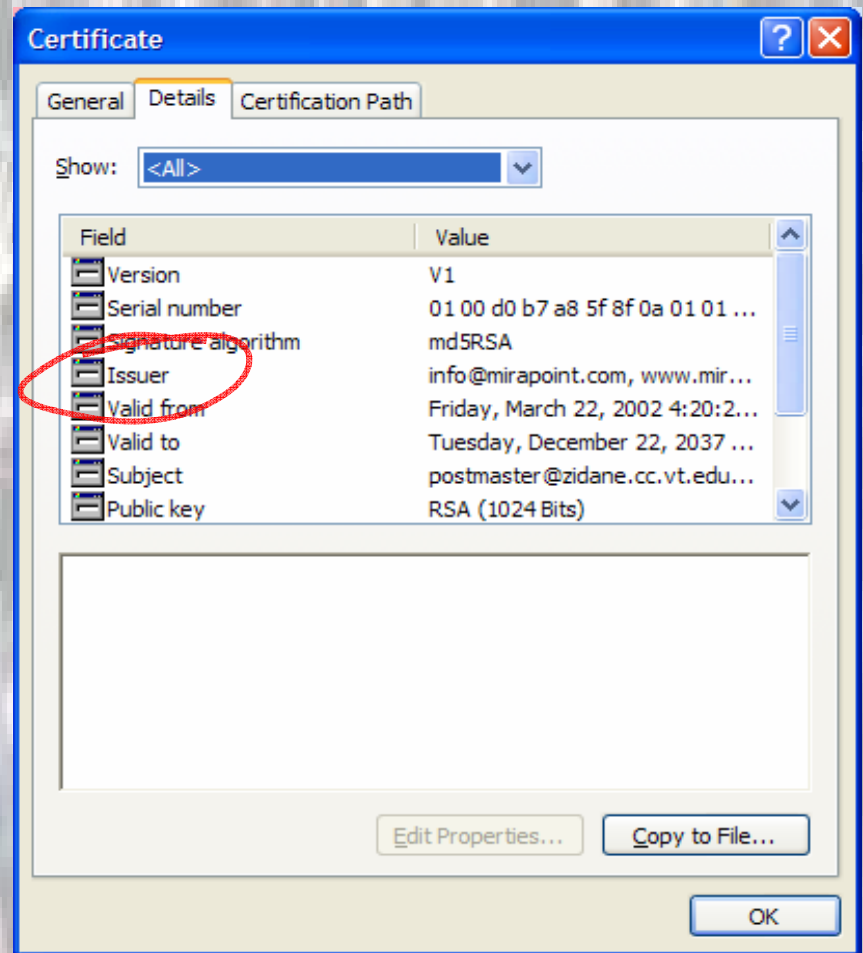 Certificate
General Details Certification Path
Show: <All>
Field Value
Version V1
Serial number 01 00 d0 b7 a8 5f 8f 0a 01 01 ...
Signature algorithm md5RSA
Issuer info@mirapoint.com, www.mir...
Valid from Friday, March 22, 2002 4:20:2...
Valid to Tuesday, December 22, 2037 ...
Subject postmaster@zidane.cc.vt.edu...
Public key RSA (1024 Bits)
Edit Properties... Copy to File...
OK